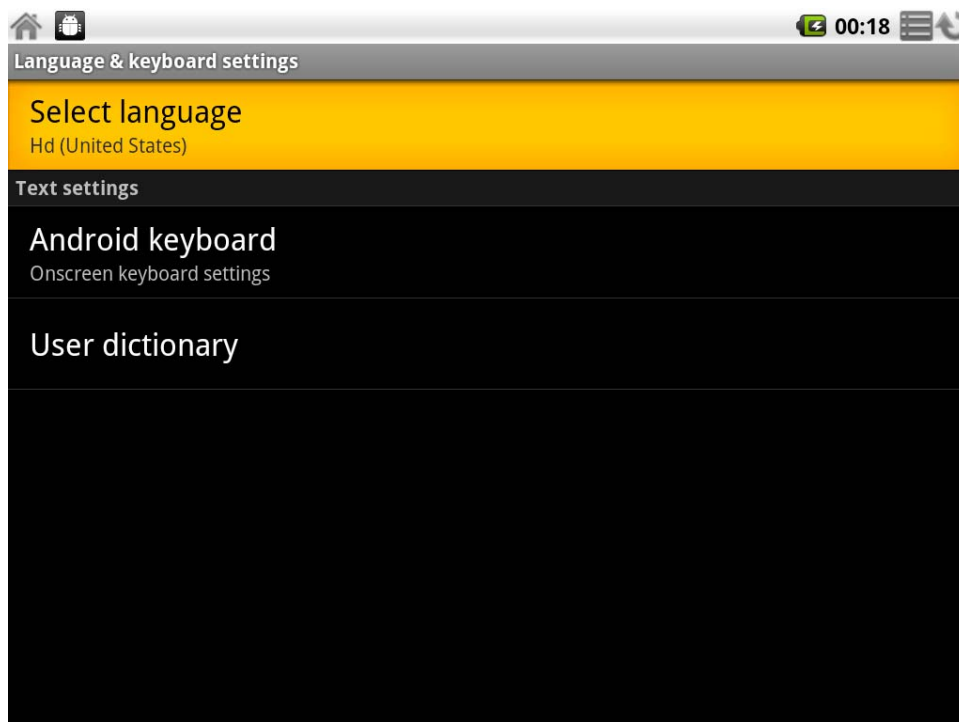 00:18
Language & keyboard settings
Select language
Hd (United States)
Text settings
Android keyboard
Onscreen keyboard settings
User dictionary